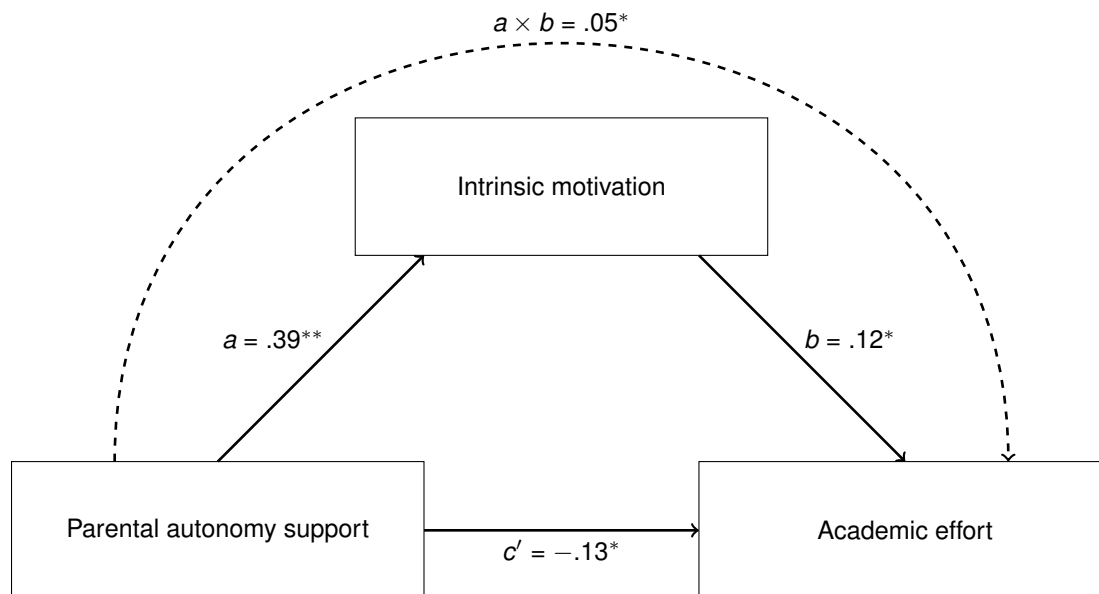 a × b = .05*
Intrinsic motivation
a = .39**
b = .12*
Parental autonomy support
Academic effort
c′ = −.13*